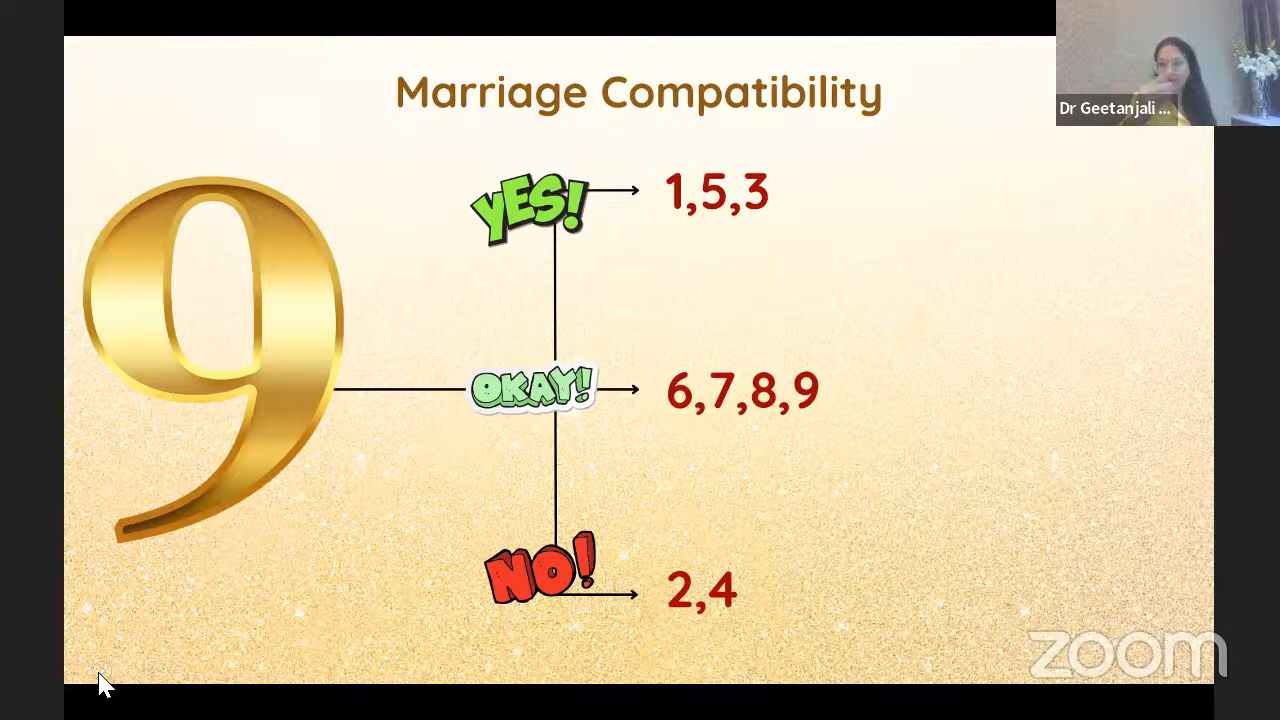 Marriage Compatibility
Dr Geetanjali ...
9
YES!
1,5,3
OKAY!!
6,7,8,9
NO!
2,4
zoom